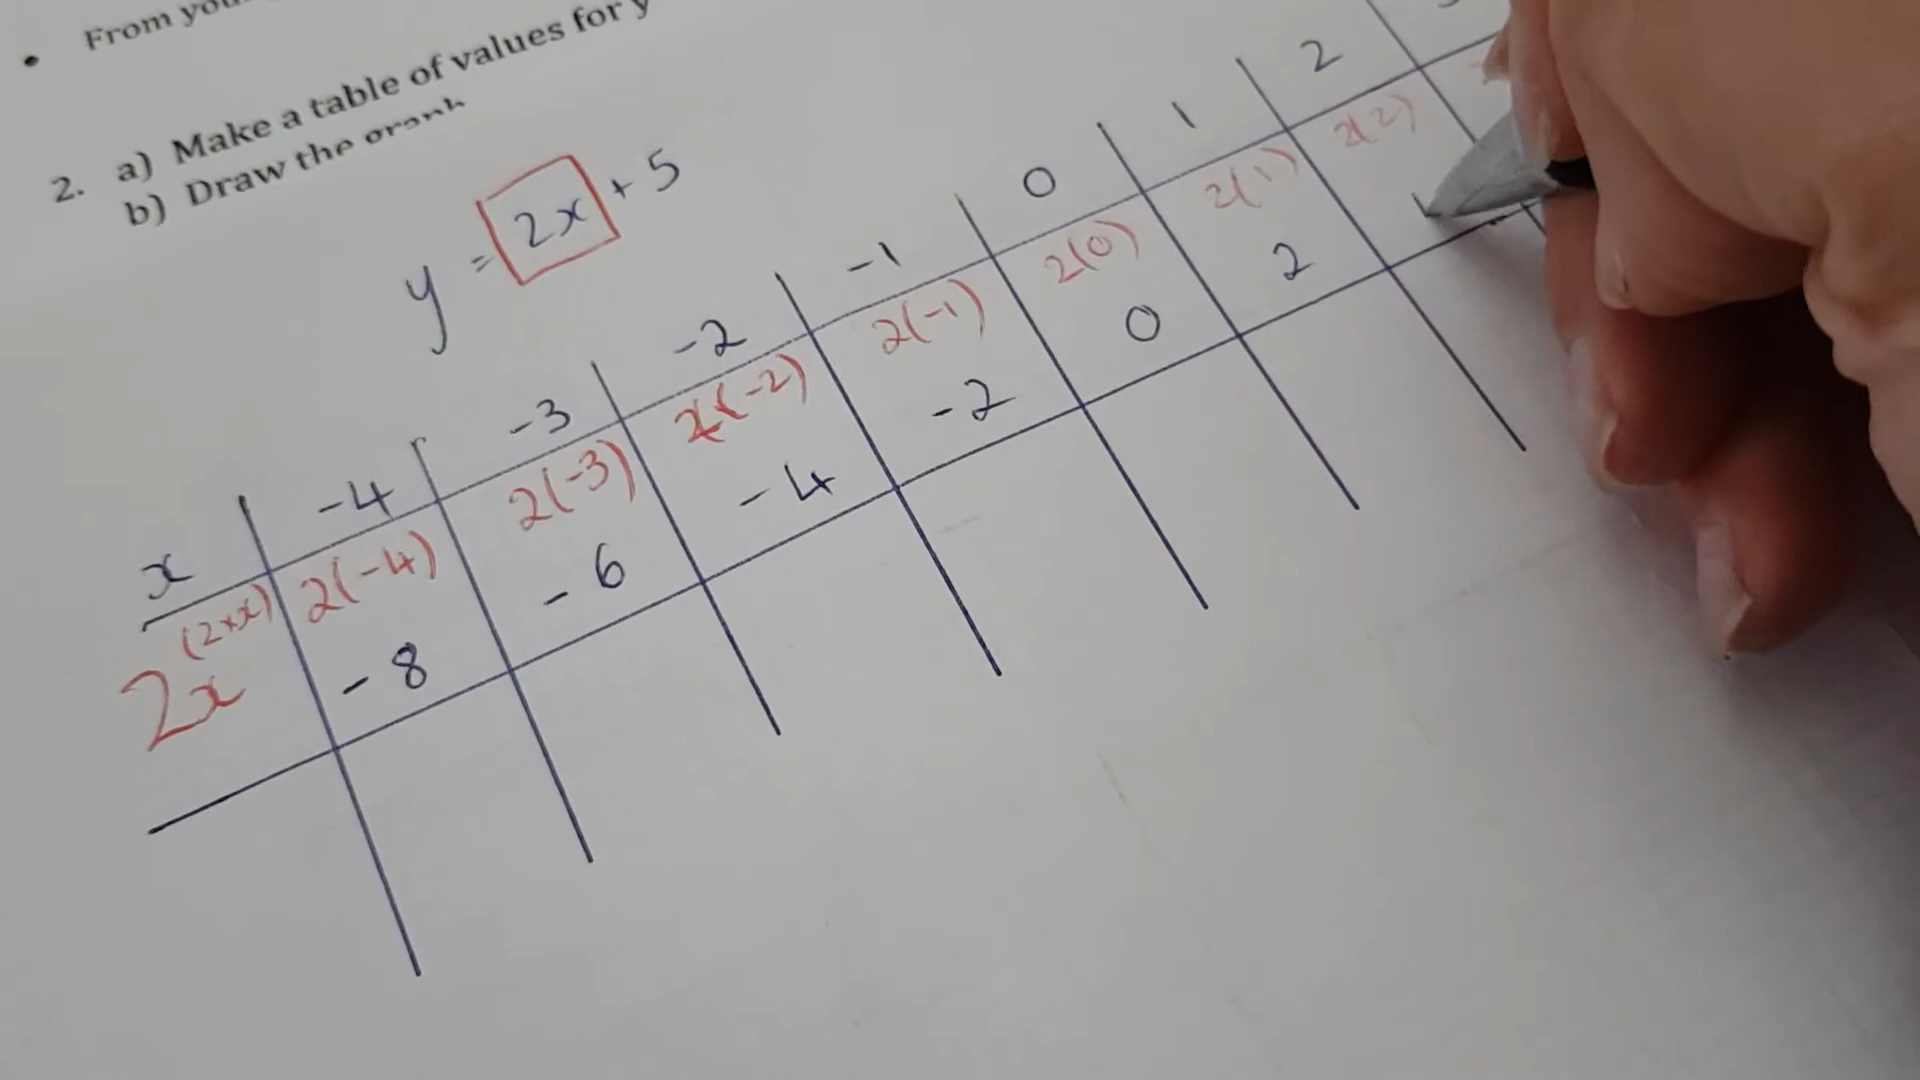 • From
2. a) Make a table of values for y
b) Draw the graph
y = 2x + 5
x -4 -3 -2 -1 0 1 2
(2×x) 2(-4) 2(-3) 2(-2) 2(-1) 2(0) 2(1) 2(2)
2x -8 -6 -4 -2 0 2